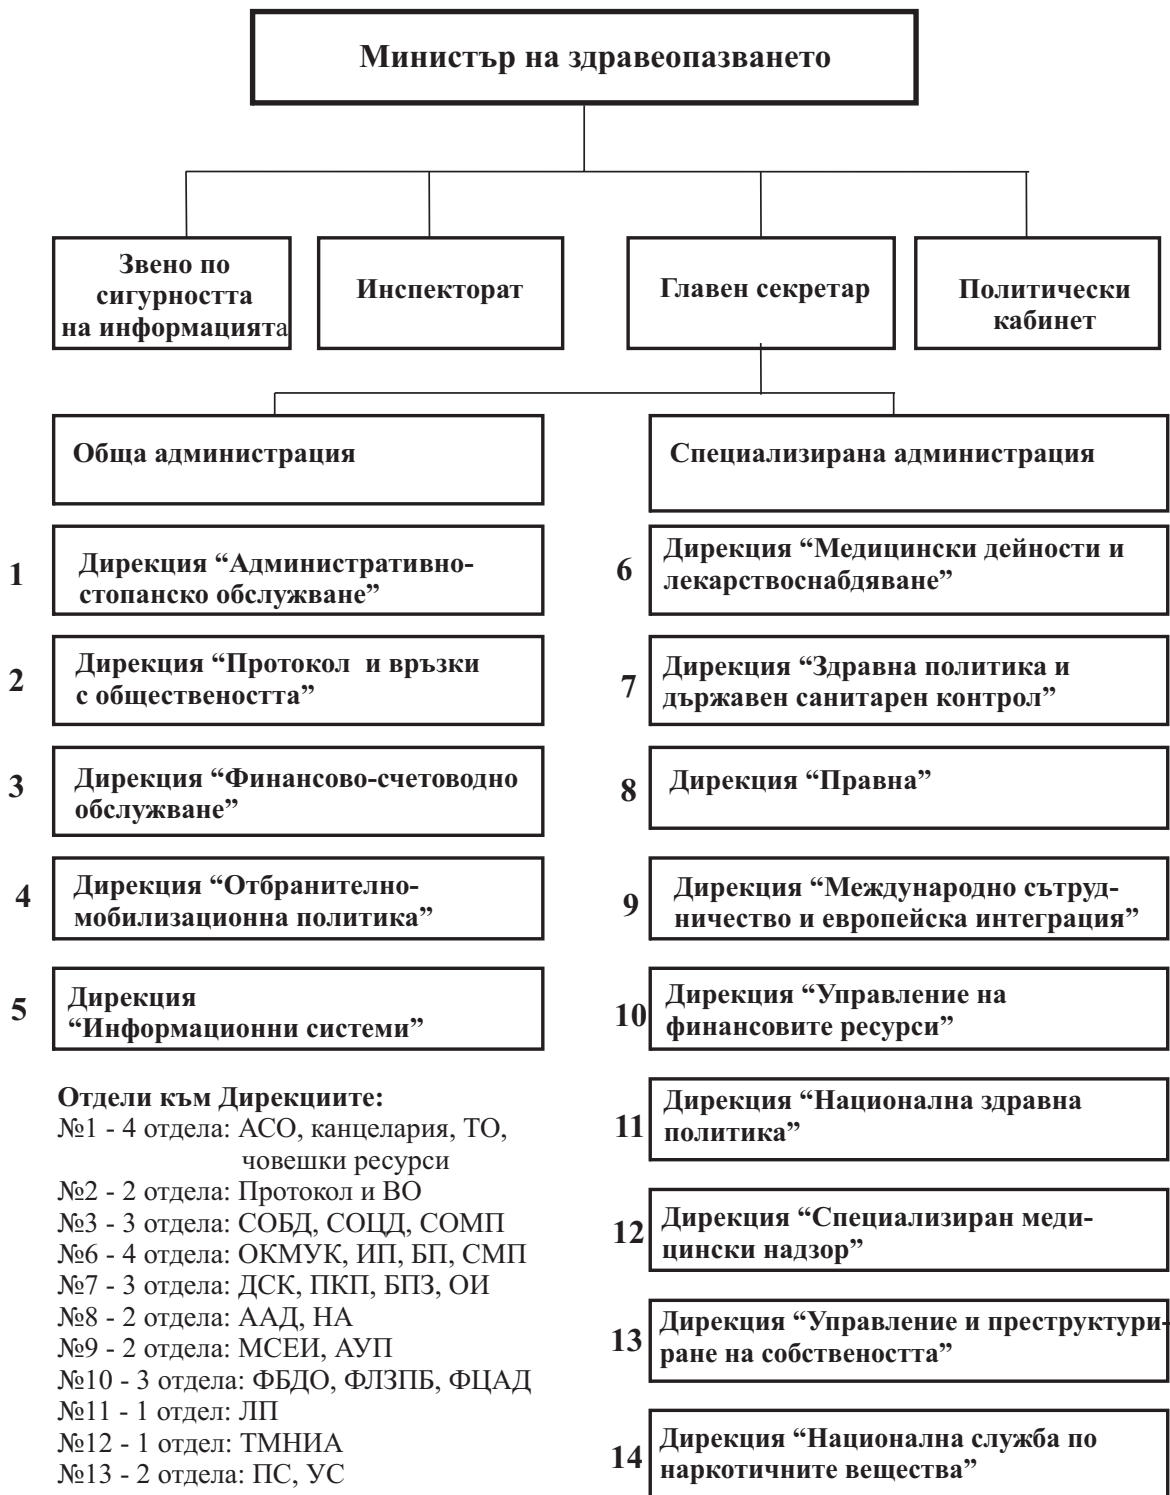 Министър на здравеопазването
Звено по
сигурността
на информацията
Инспекторат
Главен секретар
Политически
кабинет
Обща администрация
1
Дирекция “Административно-
стопанско обслужване”
2
Дирекция “Протокол и връзки
с обществеността”
3
Дирекция “Финансово-счетоводно
обслужване”
4
Дирекция “Отбранително-
мобилизационна политика”
5
Дирекция
“Информационни системи”
Отдели към Дирекциите:
№1 - 4 отдела: АСО, канцелария, ТО,
човешки ресурси
№2 - 2 отдела: Протокол и ВО
№3 - 3 отдела: СОБД, СОЦД, СОМП
№6 - 4 отдела: ОКМУК, ИП, БП, СМП
№7 - 3 отдела: ДСК, ПКП, БПЗ, ОИ
№8 - 2 отдела: ААД, НА
№9 - 2 отдела: МСЕИ, АУП
№10 - 3 отдела: ФБДО, ФЛЗПБ, ФЦАД
№11 - 1 отдел: ЛП
№12 - 1 отдел: ТМНИА
№13 - 2 отдела: ПС, УС
Специализирана администрация
6
Дирекция “Медицински дейности и
лекарствоснабдяване”
7
Дирекция “Здравна политика и
държавен санитарен контрол”
8
Дирекция “Правна”
9
Дирекция “Международно сътруд-
ничество и европейска интеграция”
10
Дирекция “Управление на
финансовите ресурси”
11
Дирекция “Национална здравна
политика”
12
Дирекция “Специализиран меди-
цински надзор”
13
Дирекция “Управление и преструктури-
ране на собствеността”
14
Дирекция “Национална служба по
наркотичните вещества”